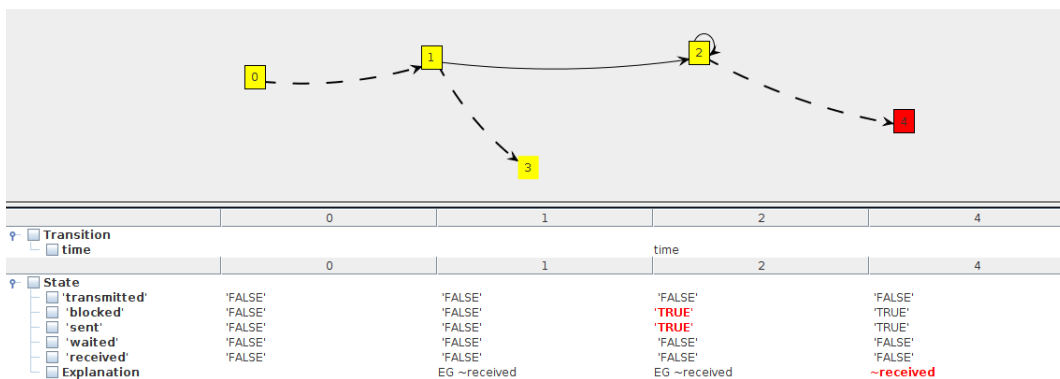 0
1
2
4
3
0 1 2 4
Transition
time time
0 1 2 4
State
'transmitted' 'FALSE' 'FALSE' 'FALSE' 'FALSE'
'blocked' 'FALSE' 'FALSE' 'TRUE' 'TRUE'
'sent' 'FALSE' 'FALSE' 'TRUE' 'TRUE'
'waited' 'FALSE' 'FALSE' 'FALSE' 'FALSE'
'received' 'FALSE' 'FALSE' 'FALSE' 'FALSE'
Explanation EG ~received EG ~received ~received